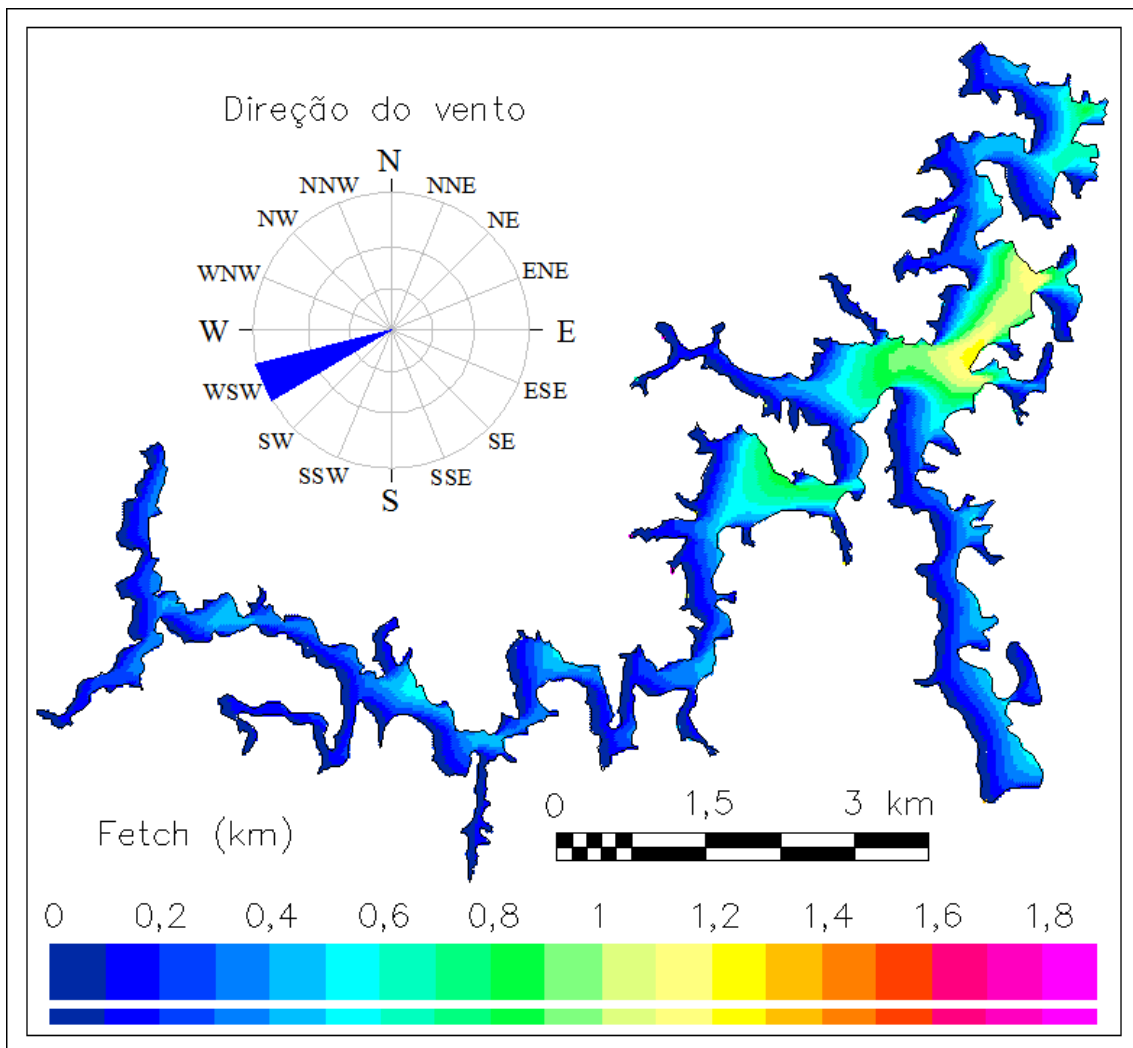 Direção do vento
N
NNW NNE
NW NE
WNW ENE
W E
WSW ESE
SW SE
SSW SSE
S
0 1,5 3 km
Fetch (km)
0 0,2 0,4 0,6 0,8 1 1,2 1,4 1,6 1,8